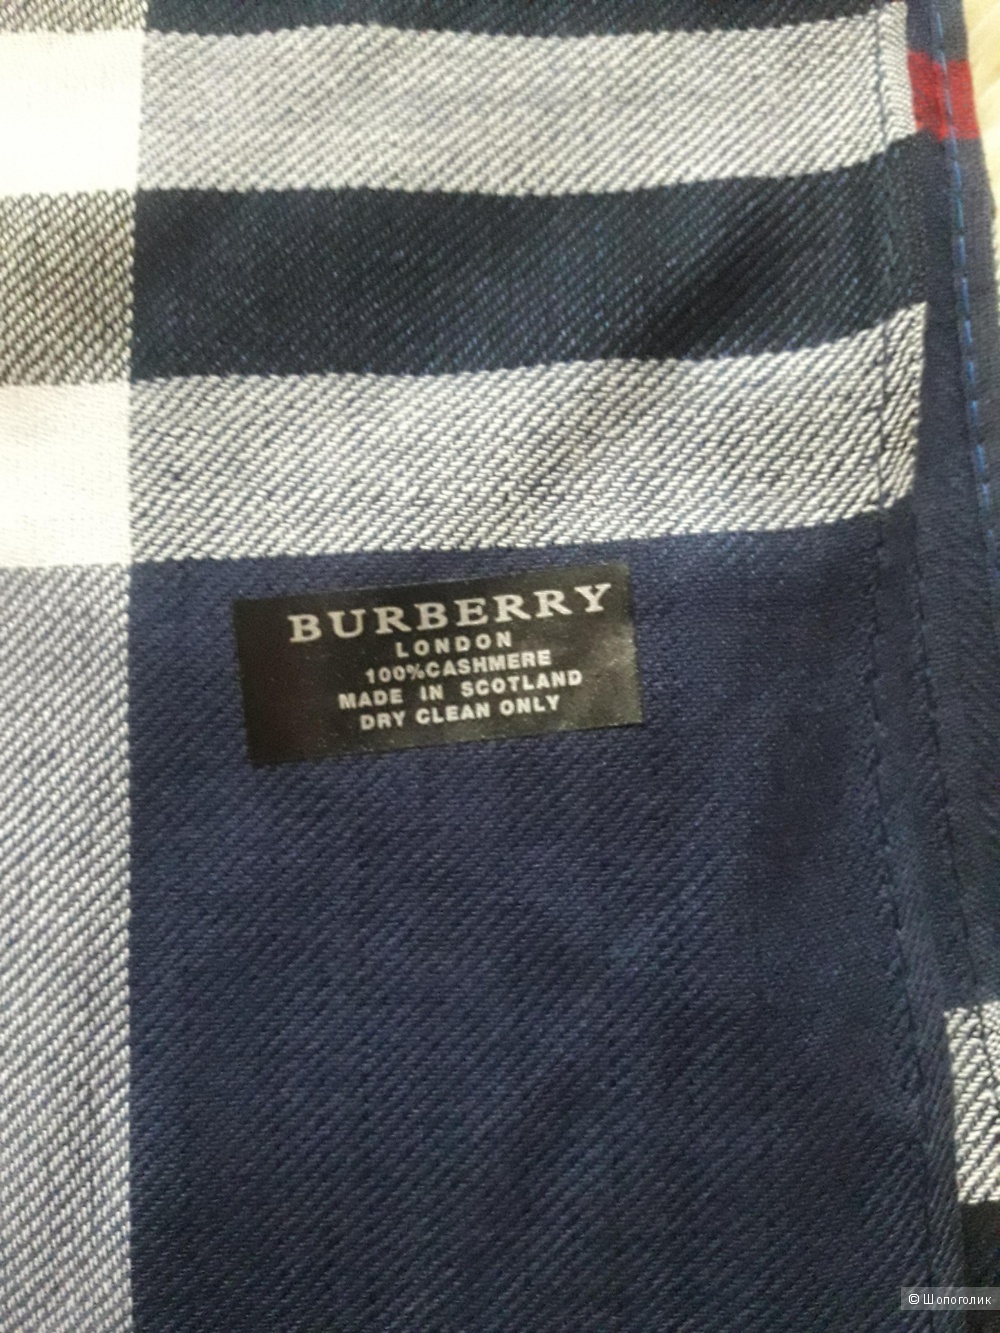 BURBERRY
LONDON
100%CASHMERE
MADE IN SCOTLAND
DRY CLEAN ONLY
© Шопоголик